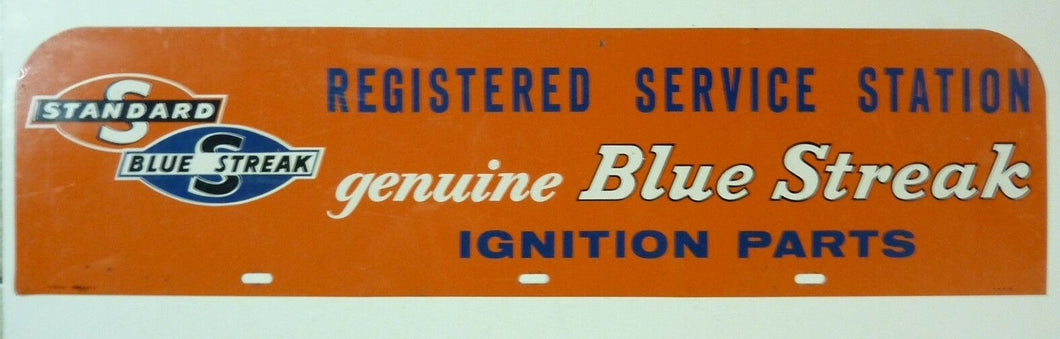 S
STANDARD
S
BLUE STREAK
REGISTERED SERVICE STATION
genuine Blue Streak
IGNITION PARTS